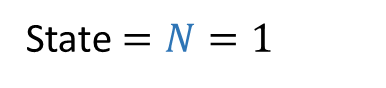 State = N = 1